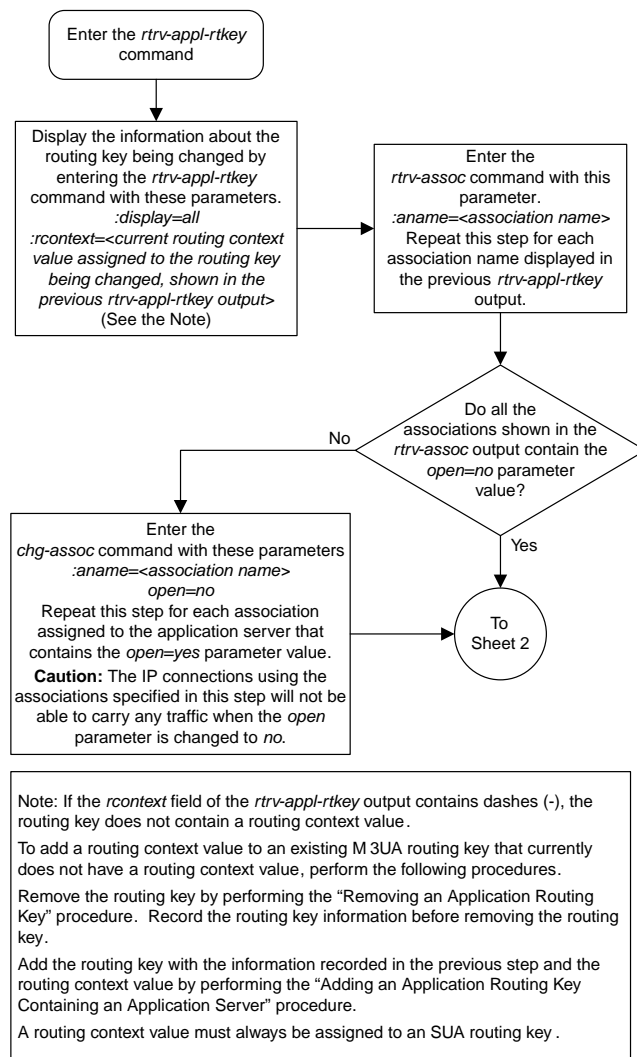 Enter the rtrv-appl-rtkey
command
Display the information about the
routing key being changed by
entering the rtrv-appl-rtkey
command with these parameters.
:display=all
:rcontext=<current routing context
value assigned to the routing key
being changed, shown in the
previous rtrv-appl-rtkey output>
(See the Note)
Enter the
rtrv-assoc command with this
parameter.
:aname=<association name>
Repeat this step for each
association name displayed in
the previous rtrv-appl-rtkey
output.
Do all the
associations shown in the
rtrv-assoc output contain the
open=no parameter
value?
No
Yes
Enter the
chg-assoc command with these parameters
:aname=<association name>
open=no
Repeat this step for each association
assigned to the application server that
contains the open=yes parameter value.
Caution: The IP connections using the
associations specified in this step will not be
able to carry any traffic when the open
parameter is changed to no.
To
Sheet 2
Note: If the rcontext field of the rtrv-appl-rtkey output contains dashes (-), the
routing key does not contain a routing context value.
To add a routing context value to an existing M3UA routing key that currently
does not have a routing context value, perform the following procedures.
Remove the routing key by performing the “Removing an Application Routing
Key” procedure. Record the routing key information before removing the routing
key.
Add the routing key with the information recorded in the previous step and the
routing context value by performing the “Adding an Application Routing Key
Containing an Application Server” procedure.
A routing context value must always be assigned to an SUA routing key.